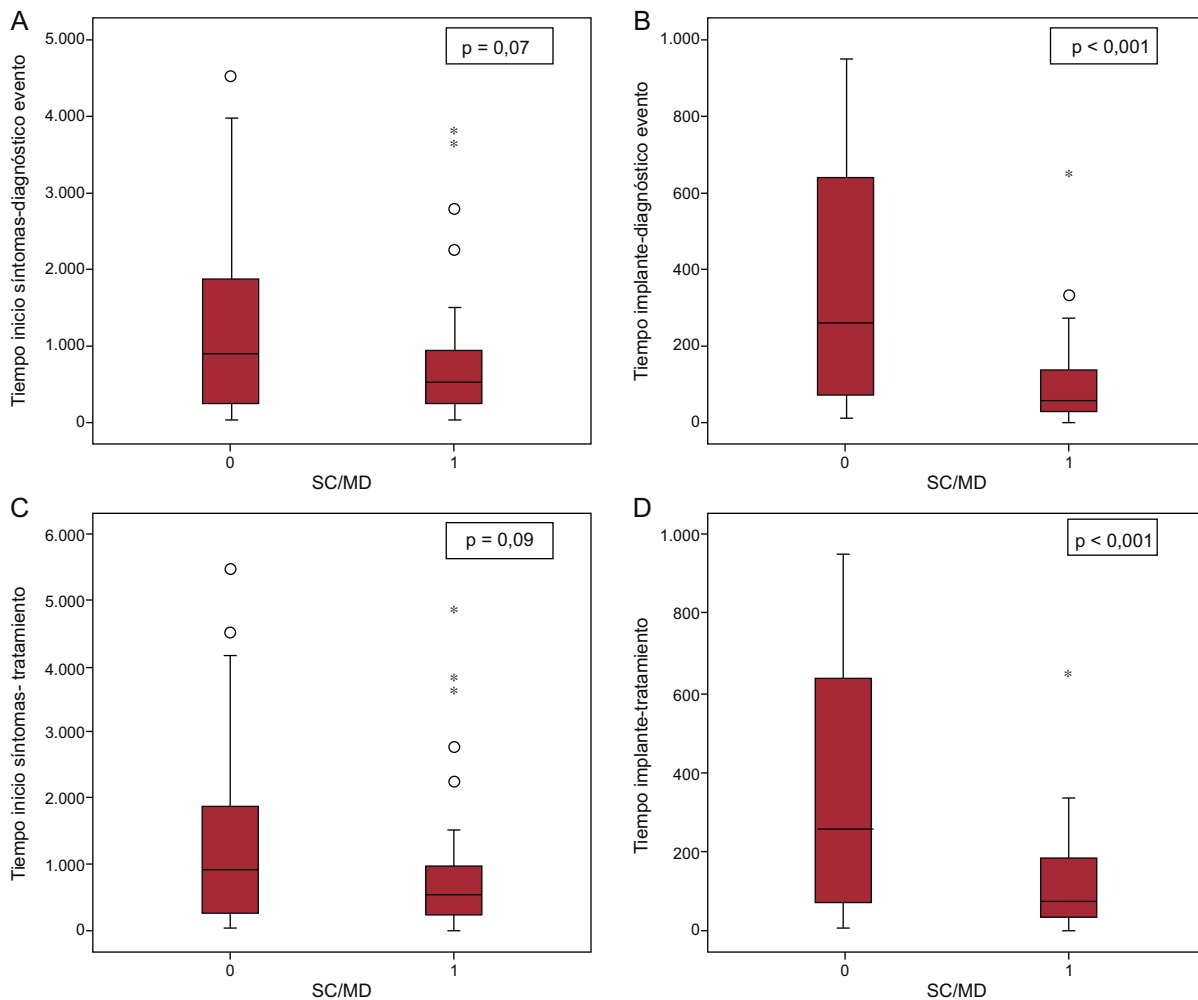 A
p = 0,07
Tiempo inicio síntomas-diagnóstico evento
5.000
4.000
3.000
2.000
1.000
0
0
1
SC/MD
B
p < 0,001
Tiempo implante-diagnóstico evento
1.000
800
600
400
200
0
0
1
SC/MD
C
p = 0,09
Tiempo inicio síntomas- tratamiento
6.000
5.000
4.000
3.000
2.000
1.000
0
0
1
SC/MD
D
p < 0,001
Tiempo implante-tratamiento
1.000
800
600
400
200
0
0
1
SC/MD